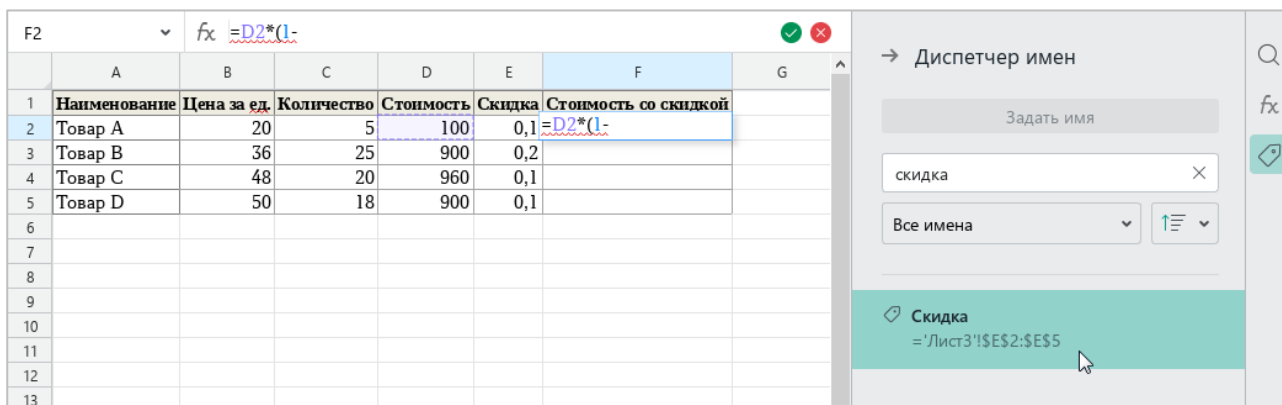 F2 fx =D2*(1-
A B C D E F G
1 Наименование Цена за ед. Количество Стоимость Скидка Стоимость со скидкой
2 Товар A 20 5 100 0,1 =D2*(1-
3 Товар B 36 25 900 0,2
4 Товар C 48 20 960 0,1
5 Товар D 50 18 900 0,1
6
7
8
9
10
11
12
13
→ Диспетчер имен
Задать имя
скидка
Все имена
Скидка
='Лист3'!$E$2:$E$5
fx